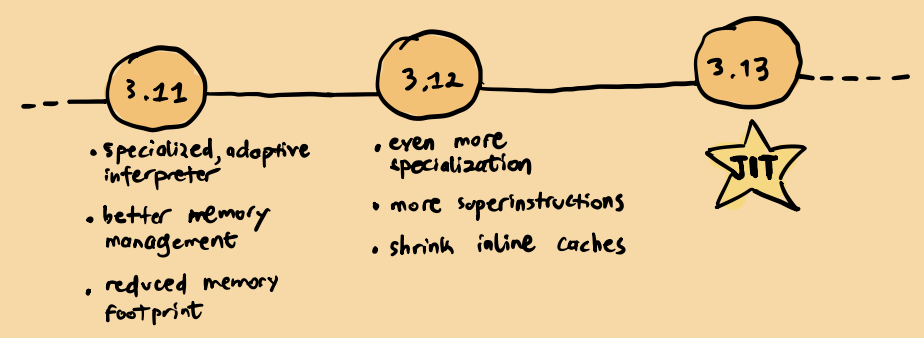 3.11
• specialized, adaptive
interpreter
• better memory
management
• reduced memory
footprint
3.12
• even more
specialization
• more superinstructions
• shrink inline caches
3.13
JIT